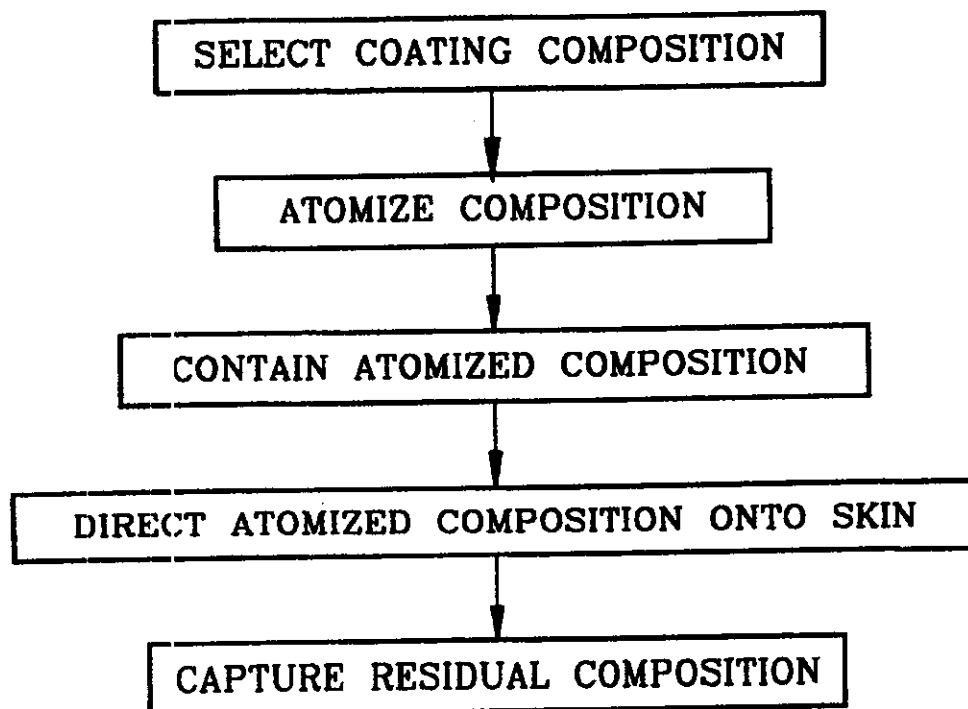 SELECT COATING COMPOSITION
ATOMIZE COMPOSITION
CONTAIN ATOMIZED COMPOSITION
DIRECT ATOMIZED COMPOSITION ONTO SKIN
CAPTURE RESIDUAL COMPOSITION